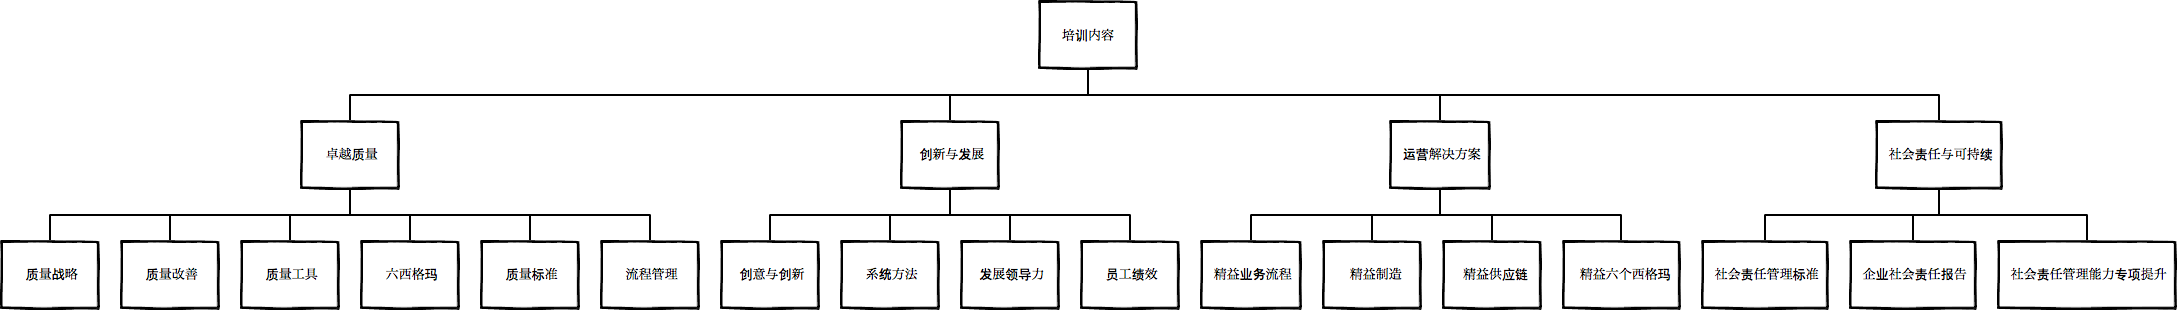 培训内容
卓越质量
创新与发展
运营解决方案
社会责任与可持续
质量战略
质量改善
质量工具
六西格玛
质量标准
流程管理
创意与创新
系统方法
发展领导力
员工绩效
精益业务流程
精益制造
精益供应链
精益六个西格玛
社会责任管理标准
企业社会责任报告
社会责任管理能力专项提升